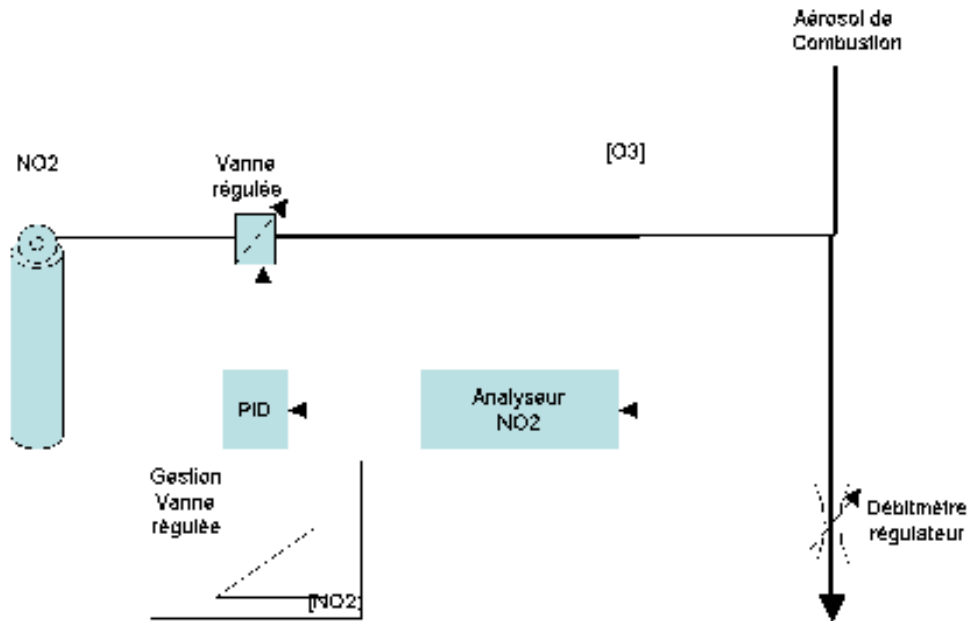 Aérosol de
Combustion
NO2
Vanne
régulée
[O3]
PID
Analyseur
NO2
Gestion
Vanne
régulée
[NO2]
Débitmètre
régulateur